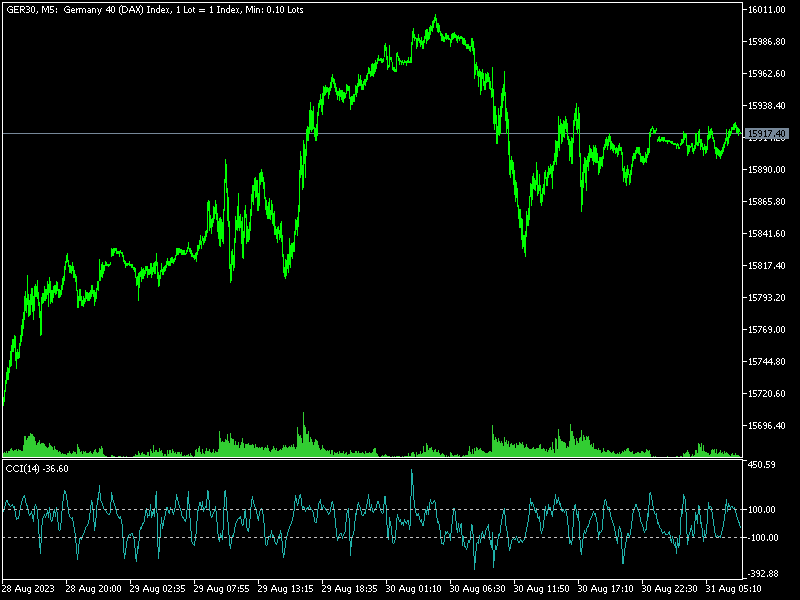 GER30, M5: Germany 40 (DAX) Index, 1 Lot = 1 Index, Min: 0.10 Lots
16011.00
15986.80
15962.60
15938.40
15917.40
15890.00
15865.80
15841.60
15817.40
15793.20
15769.00
15744.80
15720.60
15696.40
CCI(14) -36.60
450.59
100.00
-100.00
-392.88
28 Aug 2023
28 Aug 20:00
29 Aug 02:35
29 Aug 07:55
29 Aug 13:15
29 Aug 18:35
30 Aug 01:10
30 Aug 06:30
30 Aug 11:50
30 Aug 17:10
30 Aug 22:30
31 Aug 05:10